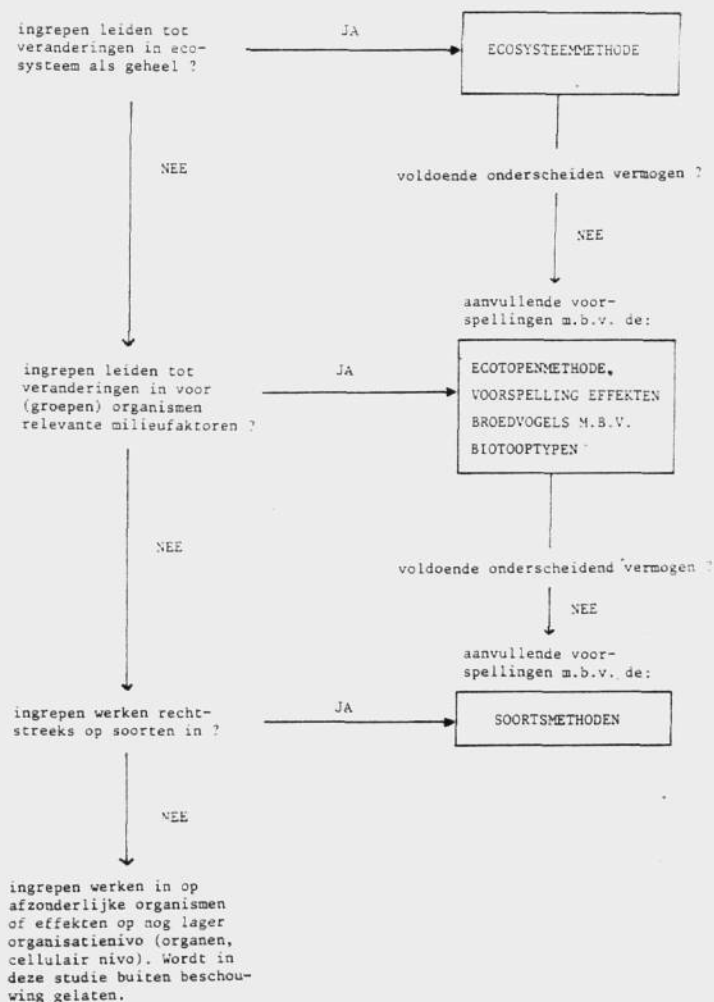 ingrepen leiden tot
veranderingen in eco-
systeem als geheel ?
JA
ECOSYSTEEMMETHODE
NEE
voldoende onderscheiden vermogen ?
NEE
aanvullende voor-
spellingen m.b.v. de:
ingrepen leiden tot
veranderingen in voor
(groepen) organismen
relevante milieufaktoren ?
JA
ECOTOPENMETHODE,
VOORSPELLING EFFEKTEN
BROEDVOGELS M.B.V.
BIOTOOPTYPEN
NEE
voldoende onderscheidend vermogen ?
NEE
aanvullende voor-
spellingen m.b.v. de:
ingrepen werken recht-
streeks op soorten in ?
JA
SOORTSMETHODEN
NEE
ingrepen werken in op
afzonderlijke organismen
of effekten op nog lager
organisatienivo (organen,
cellulair nivo). Wordt in
deze studie buiten beschou-
wing gelaten.